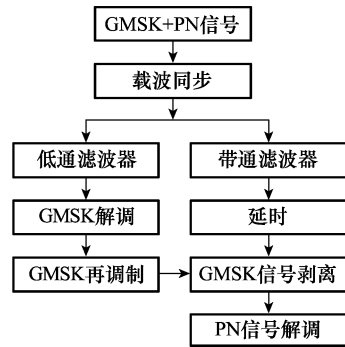 GMSK+PN信号
载波同步
低通滤波器
带通滤波器
GMSK解调
延时
GMSK再调制
GMSK信号剥离
PN信号解调